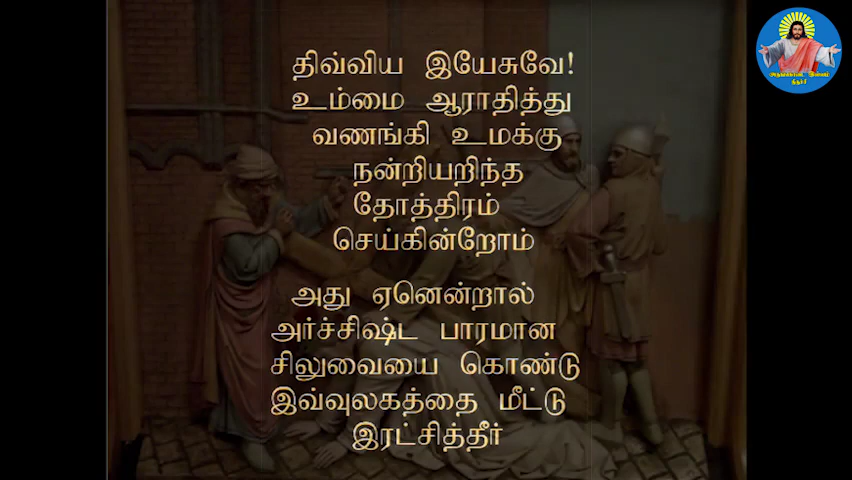 திவ்விய இயேசுவே!
உம்மை ஆராதித்து
வணங்கி உமக்கு
நன்றியறிந்த
தோத்திரம்
செய்கின்றோம்
அது ஏனென்றால்
அர்ச்சிஷ்ட பாரமான
சிலுவையை கொண்டு
இவ்வுலகத்தை மீட்டு
இரட்சித்தீர்